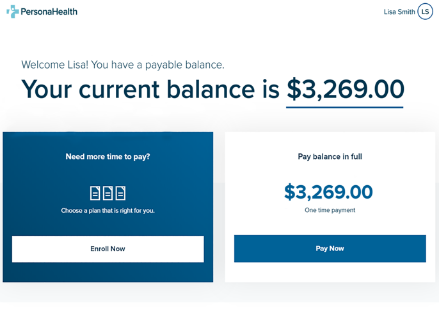 PersonaHealth
Lisa Smith LS
Welcome Lisa! You have a payable balance.
Your current balance is $3,269.00
Need more time to pay?
Choose a plan that is right for you.
Enroll Now
Pay balance in full
$3,269.00
One time payment
Pay Now